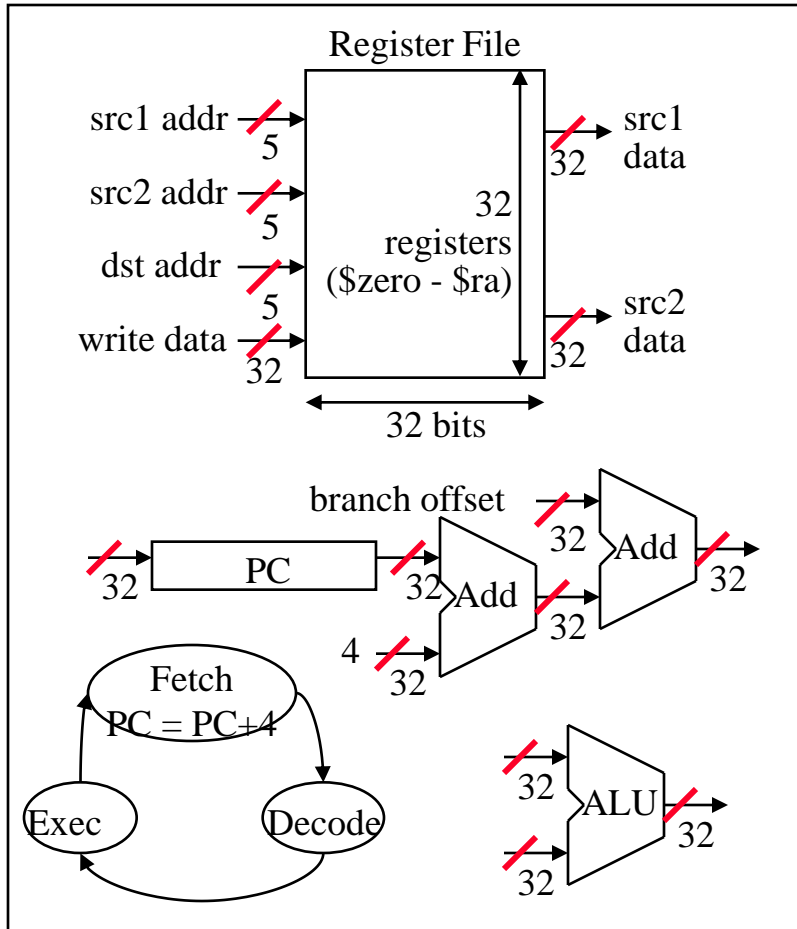 Register File
src1 addr
5
src2 addr
5
dst addr
5
write data
32
32
registers
($zero - $ra)
32
src1
data
32
src2
data
32 bits
branch offset
32
Add
32
32
PC
32
Add
32
4
32
Fetch
PC = PC+4
Exec
Decode
32
ALU
32
32